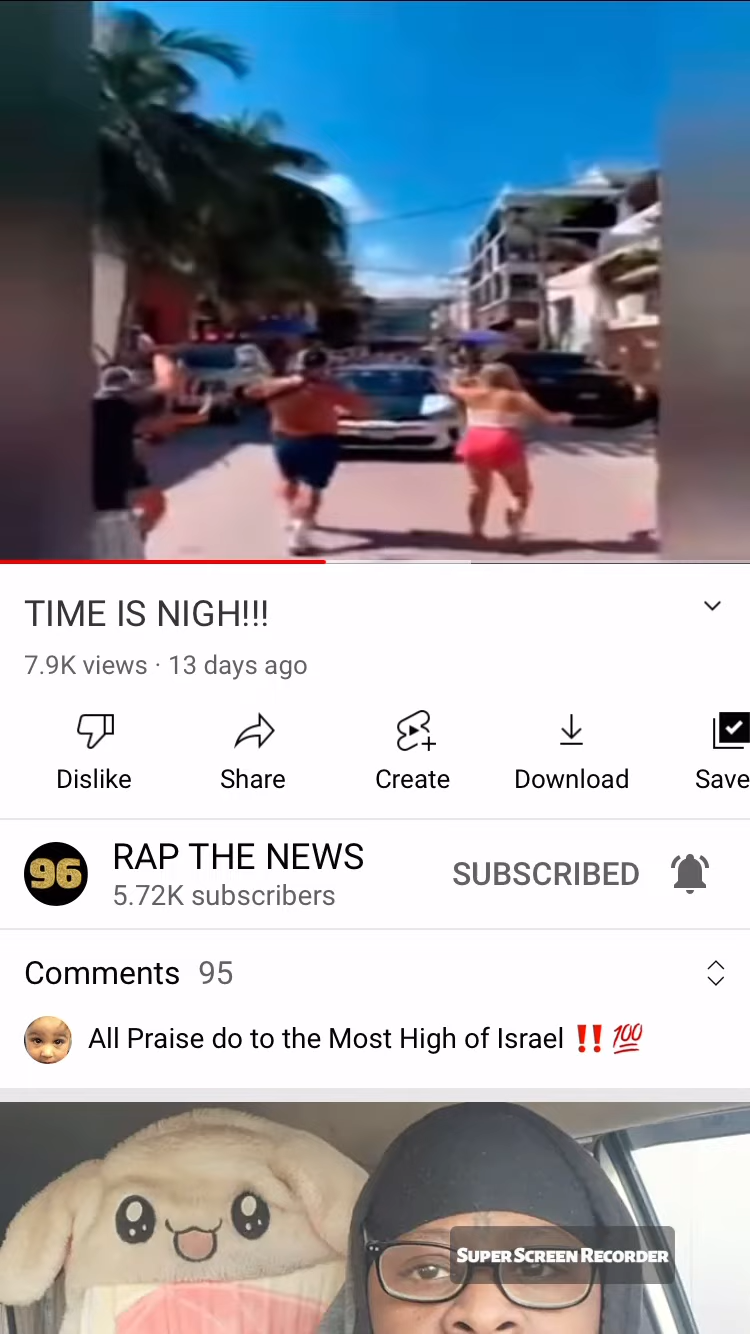 TIME IS NIGH!!!
7.9K views · 13 days ago
Dislike
Share
Create
Download
Save
96
RAP THE NEWS
5.72K subscribers
SUBSCRIBED
Comments 95
All Praise do to the Most High of Israel ‼️ 💯
SUPER SCREEN RECORDER